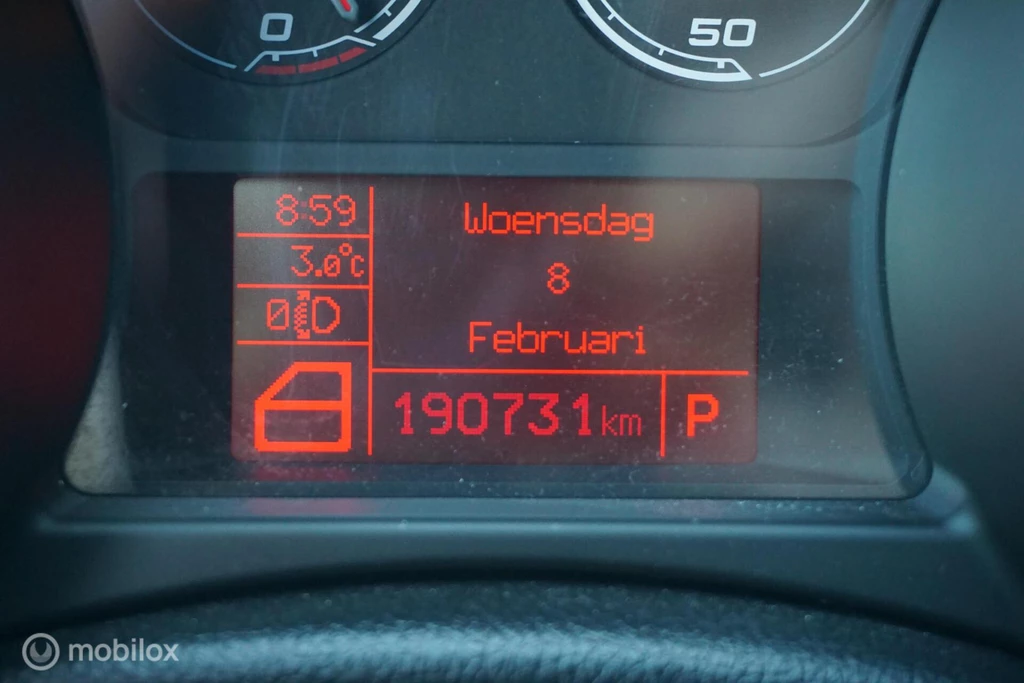 0
50
8:59
3.0°C
0
Woensdag
8
Februari
190731km
P
mobilox